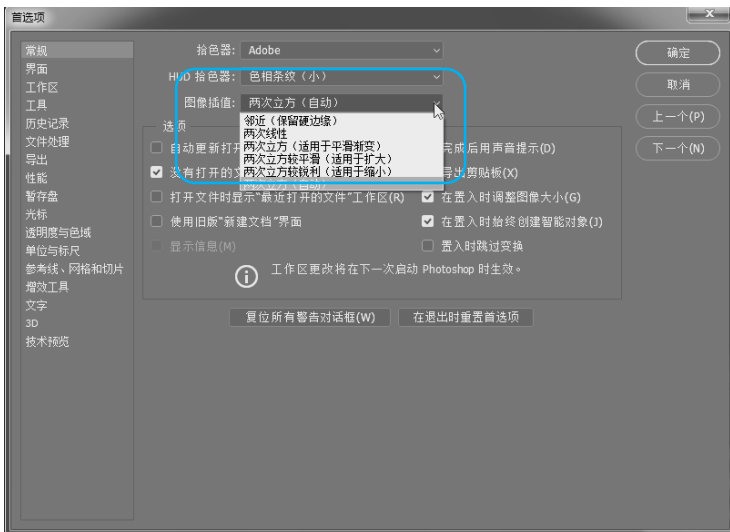 首选项
常规
界面
工作区
工具
历史记录
文件处理
导出
性能
暂存盘
光标
透明度与色域
单位与标尺
参考线、网格和切片
增效工具
文字
3D
技术预览
拾色器: Adobe
HUD 拾色器: 色相条纹（小）
图像插值: 两次立方（自动）
邻近（保留硬边缘）
两次线性
两次立方（适用于平滑渐变）
两次立方较平滑（适用于扩大）
两次立方较锐利（适用于缩小）
两次立方（自动）
选项
自动更新打开 完成后用声音提示(D)
没有打开的文 导出剪贴板(X)
打开文件时显示“最近打开的文件”工作区(R) 在置入时调整图像大小(G)
使用旧版“新建文档”界面 在置入时始终创建智能对象(J)
显示信息(M) 置入时跳过变换
工作区更改将在下一次启动 Photoshop 时生效。
复位所有警告对话框(W) 在退出时重置首选项
确定
取消
上一个(P)
下一个(N)